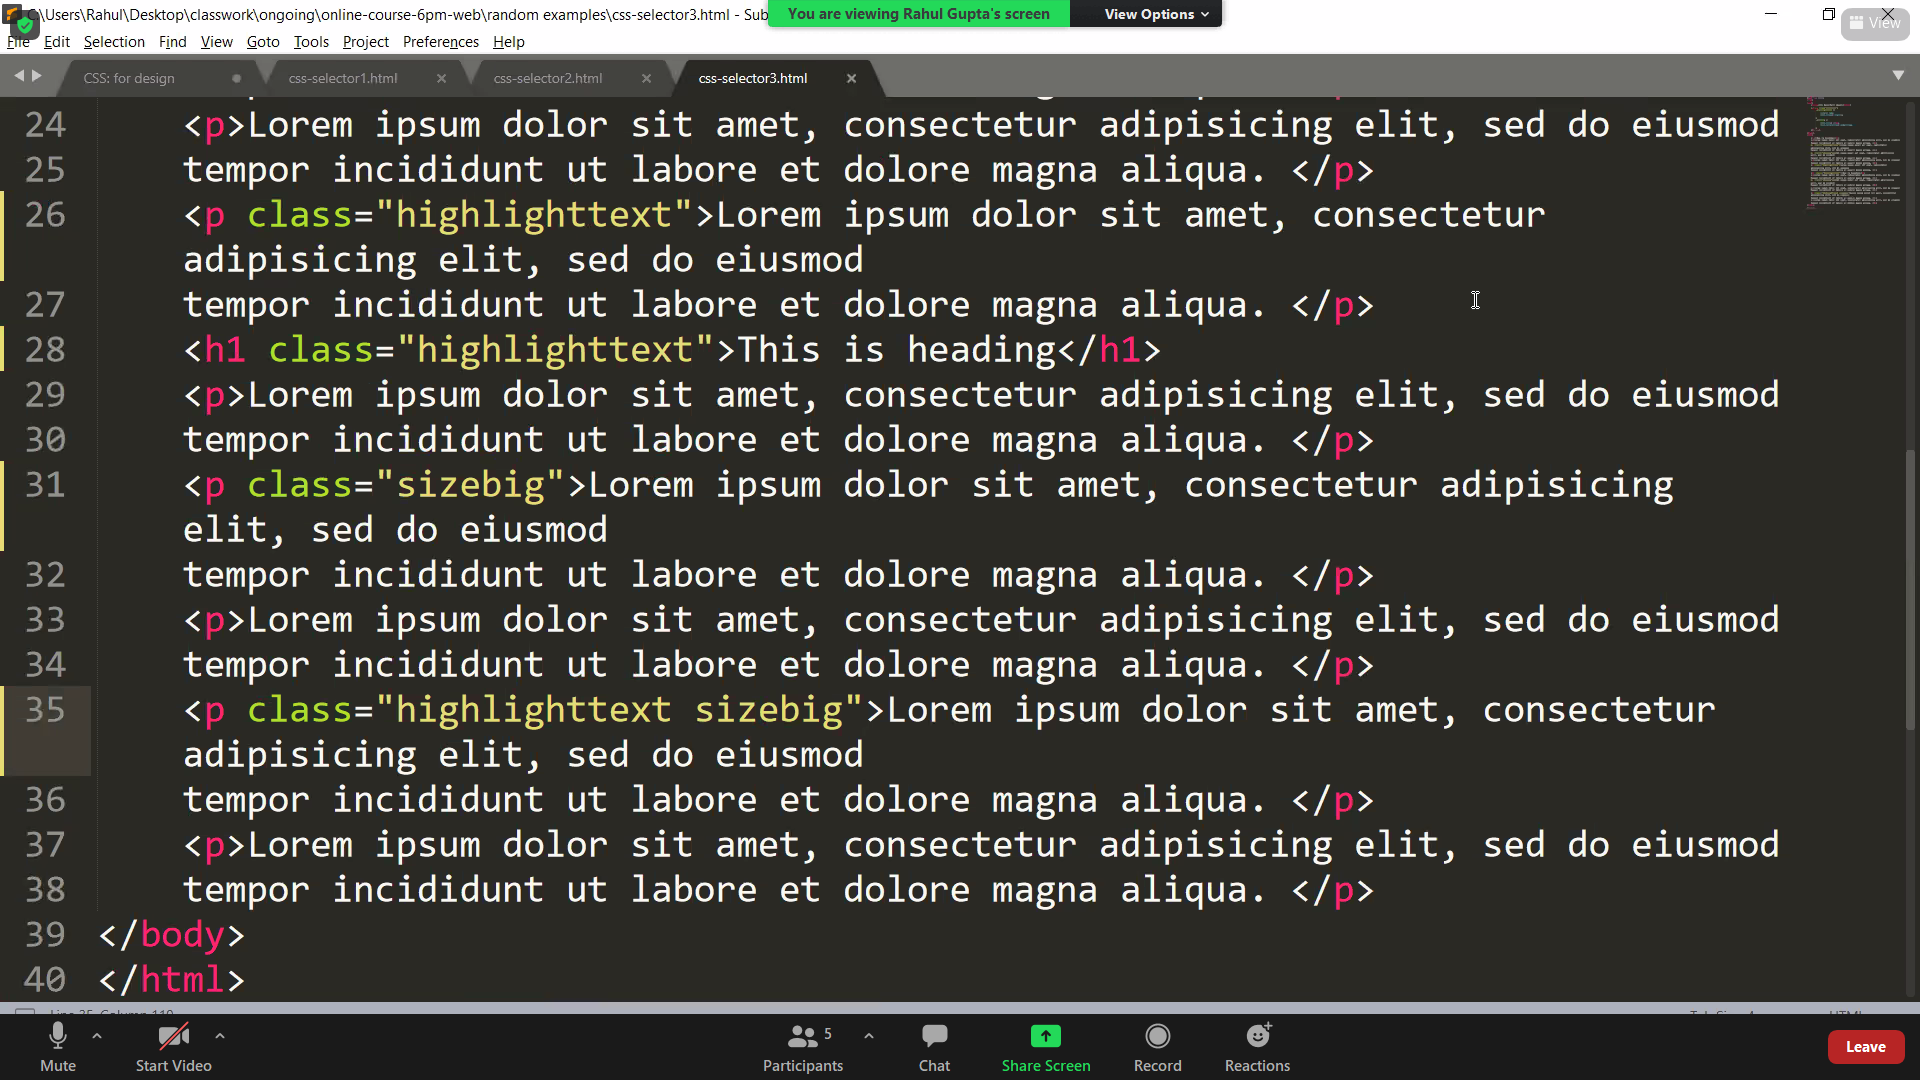 C:\Users\Rahul\Desktop\classwork\ongoing\online-course-6pm-web\random examples\css-selector3.html - Sub
You are viewing Rahul Gupta's screen
View Options
View
File Edit Selection Find View Goto Tools Project Preferences Help
CSS: for design
css-selector1.html
css-selector2.html
css-selector3.html
24 <p>Lorem ipsum dolor sit amet, consectetur adipisicing elit, sed do eiusmod
25 tempor incididunt ut labore et dolore magna aliqua. </p>
26 <p class="highlighttext">Lorem ipsum dolor sit amet, consectetur
adipisicing elit, sed do eiusmod
27 tempor incididunt ut labore et dolore magna aliqua. </p>
28 <h1 class="highlighttext">This is heading</h1>
29 <p>Lorem ipsum dolor sit amet, consectetur adipisicing elit, sed do eiusmod
30 tempor incididunt ut labore et dolore magna aliqua. </p>
31 <p class="sizebig">Lorem ipsum dolor sit amet, consectetur adipisicing
elit, sed do eiusmod
32 tempor incididunt ut labore et dolore magna aliqua. </p>
33 <p>Lorem ipsum dolor sit amet, consectetur adipisicing elit, sed do eiusmod
34 tempor incididunt ut labore et dolore magna aliqua. </p>
35 <p class="highlighttext sizebig">Lorem ipsum dolor sit amet, consectetur
adipisicing elit, sed do eiusmod
36 tempor incididunt ut labore et dolore magna aliqua. </p>
37 <p>Lorem ipsum dolor sit amet, consectetur adipisicing elit, sed do eiusmod
38 tempor incididunt ut labore et dolore magna aliqua. </p>
39 </body>
40 </html>
5
Mute
Start Video
Participants
Chat
Share Screen
Record
Reactions
Leave